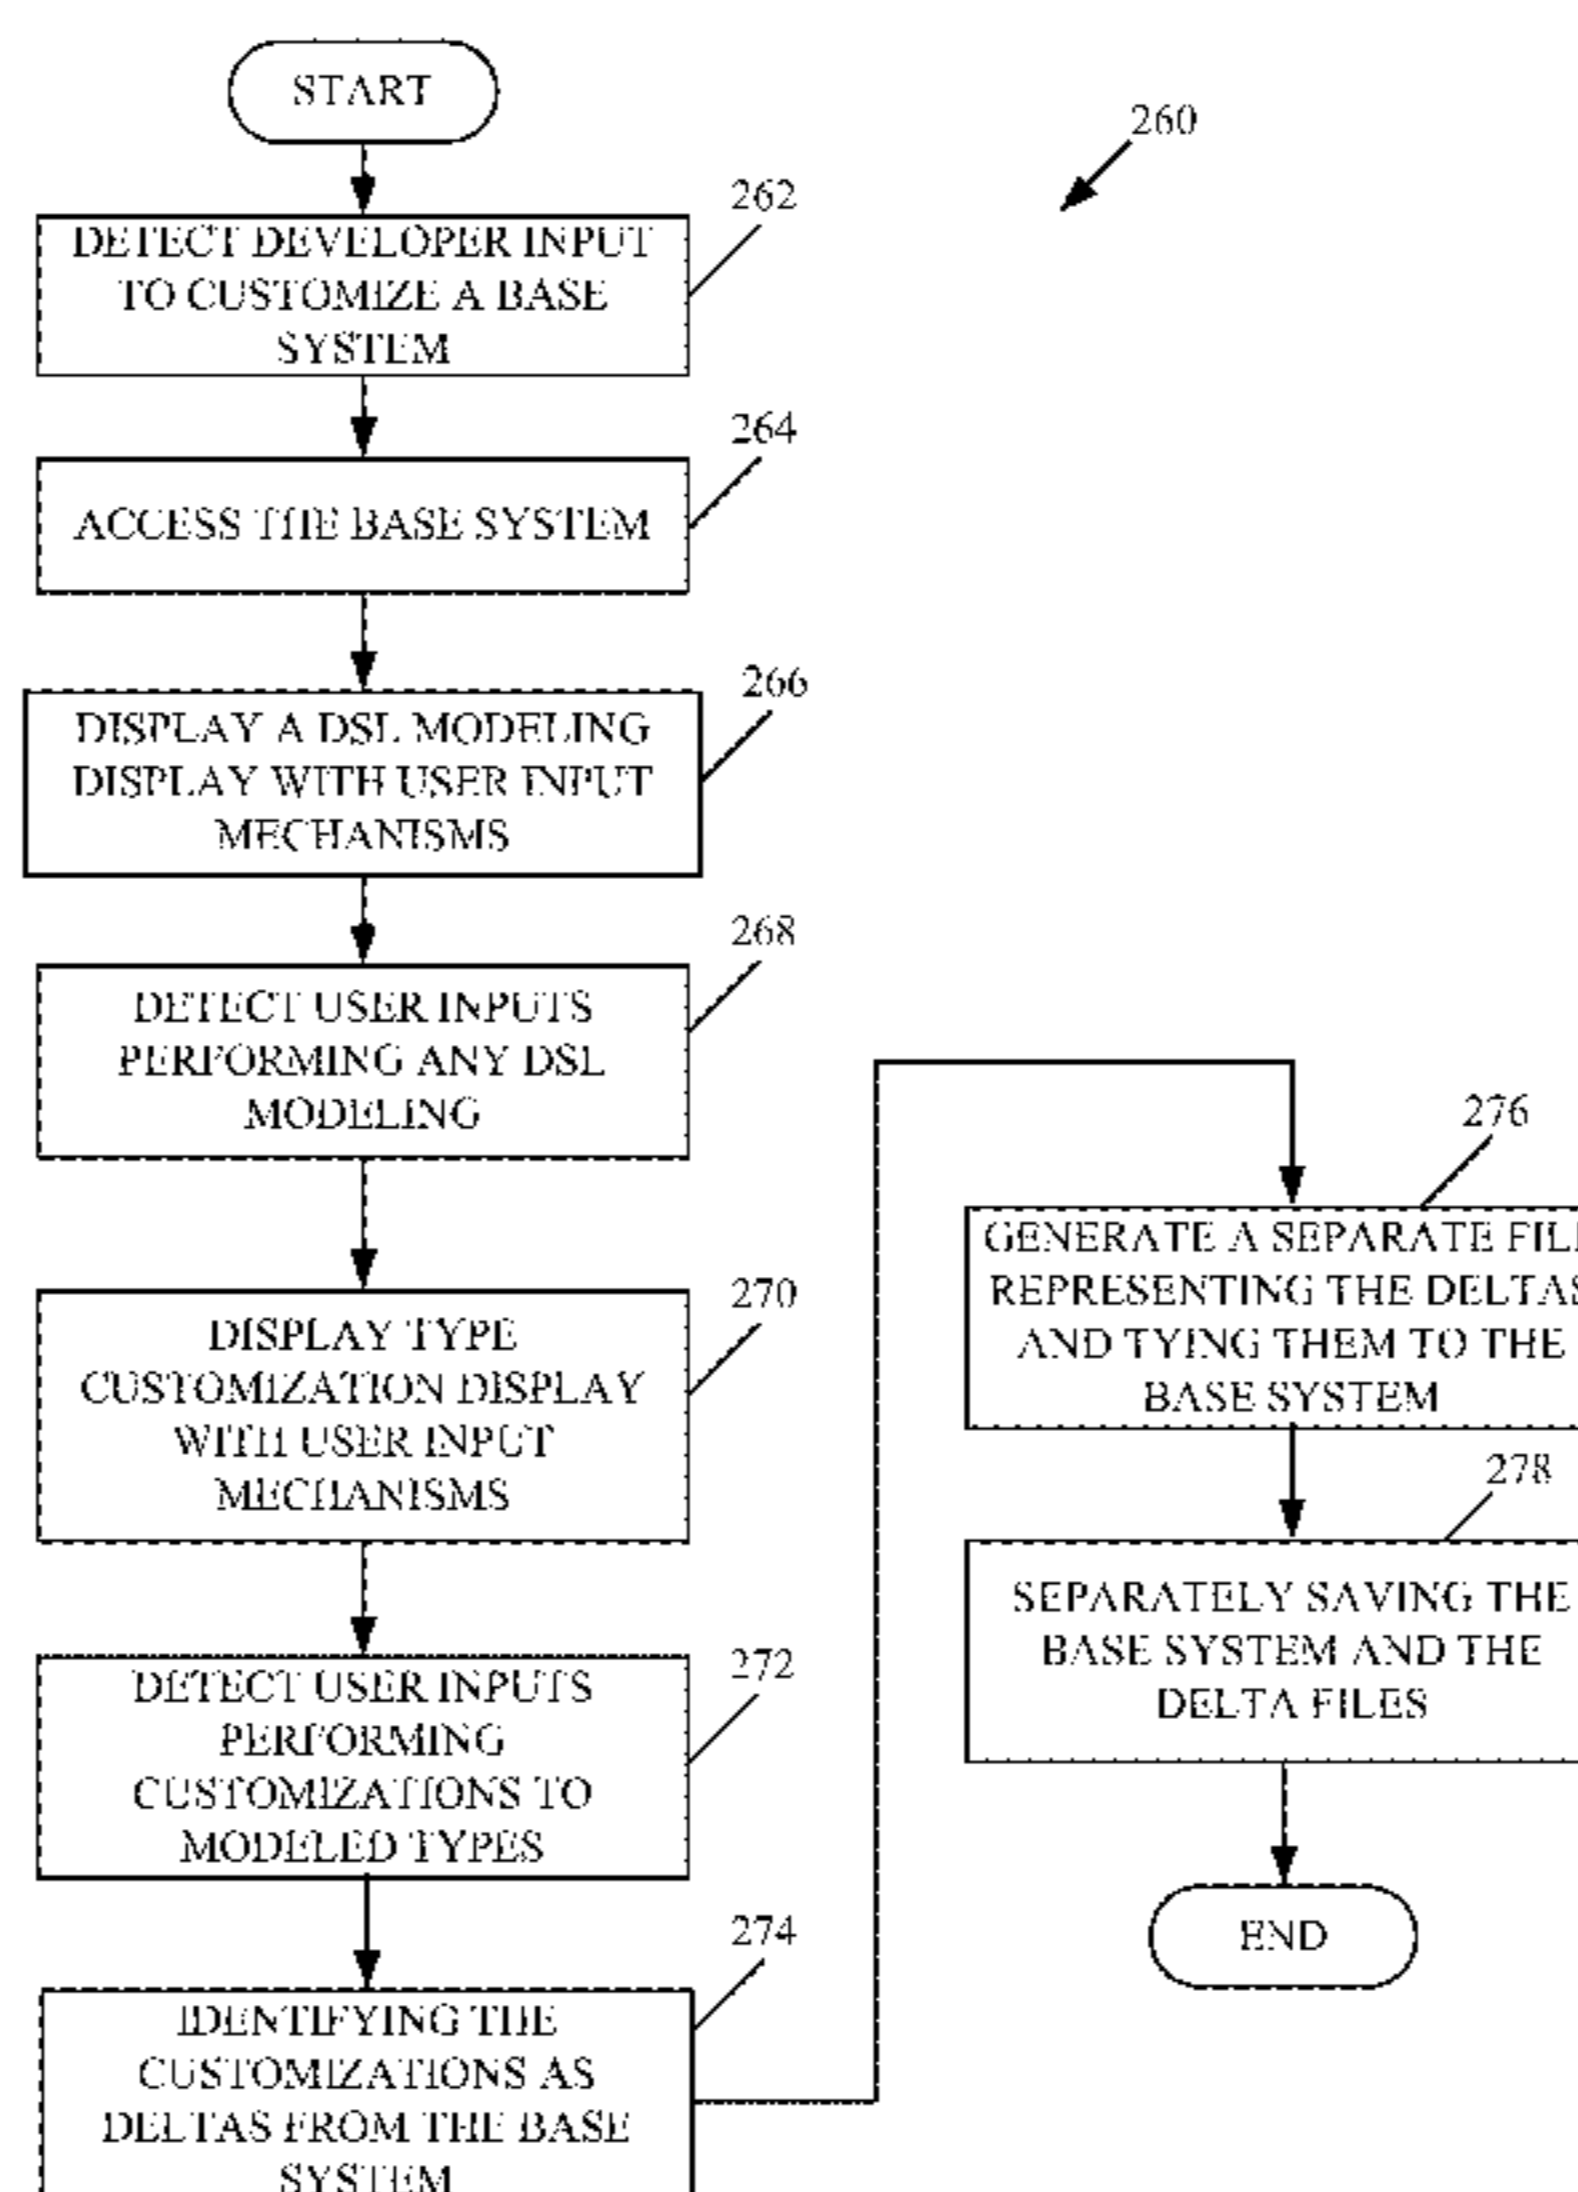 START
260
262
DETECT DEVELOPER INPUT
TO CUSTOMIZE A BASE
SYSTEM
264
ACCESS THE BASE SYSTEM
266
DISPLAY A DSL MODELING
DISPLAY WITH USER INPUT
MECHANISMS
268
DETECT USER INPUTS
PERFORMING ANY DSL
MODELING
270
DISPLAY TYPE
CUSTOMIZATION DISPLAY
WITH USER INPUT
MECHANISMS
272
DETECT USER INPUTS
PERFORMING
CUSTOMIZATIONS TO
MODELED TYPES
274
IDENTIFYING THE
CUSTOMIZATIONS AS
DELTAS FROM THE BASE
SYSTEM
276
GENERATE A SEPARATE FILE
REPRESENTING THE DELTAS
AND TYING THEM TO THE
BASE SYSTEM
278
SEPARATELY SAVING THE
BASE SYSTEM AND THE
DELTA FILES
END